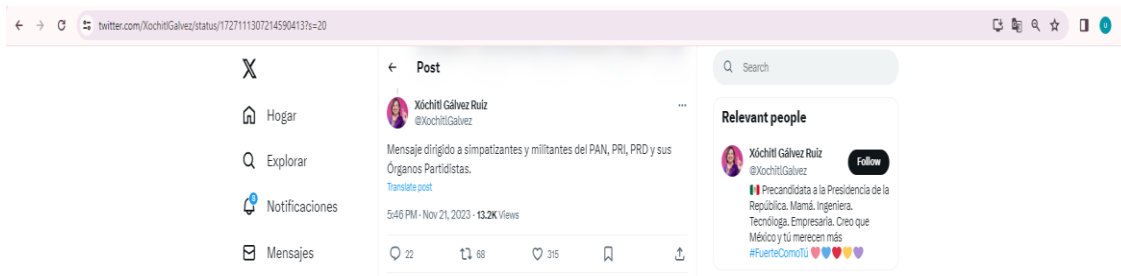 twitter.com/XochitlGalvez/status/1727111307214590413?s=20
U
X
Hogar
Explorar
8
Notificaciones
Mensajes
Post
Xóchitl Gálvez Ruiz
@XochitlGalvez
Mensaje dirigido a simpatizantes y militantes del PAN, PRI, PRD y sus
Órganos Partidistas.
Translate post
5:46 PM · Nov 21, 2023 · 13.2K Views
22
68
315
Search
Relevant people
Xóchitl Gálvez Ruiz
@XochitlGalvez
Follow
Precandidata a la Presidencia de la
República. Mamá. Ingeniera.
Tecnóloga. Empresaria. Creo que
México y tú merecen más
#FuerteComoTú